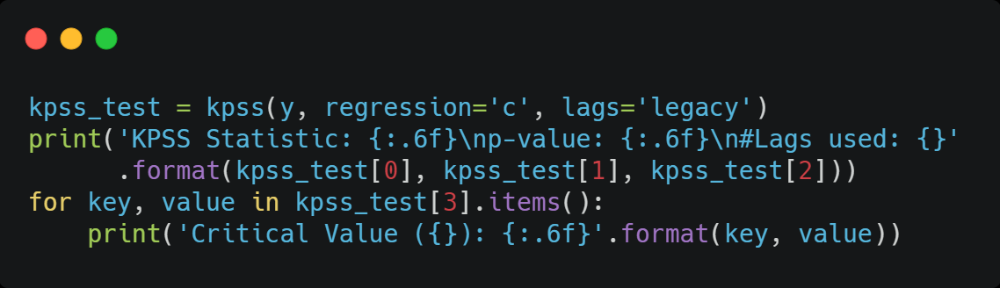 kpss_test = kpss(y, regression='c', lags='legacy')
print('KPSS Statistic: {:.6f}\np-value: {:.6f}\n#Lags used: {}'
      .format(kpss_test[0], kpss_test[1], kpss_test[2]))
for key, value in kpss_test[3].items():
    print('Critical Value ({}): {:.6f}'.format(key, value))